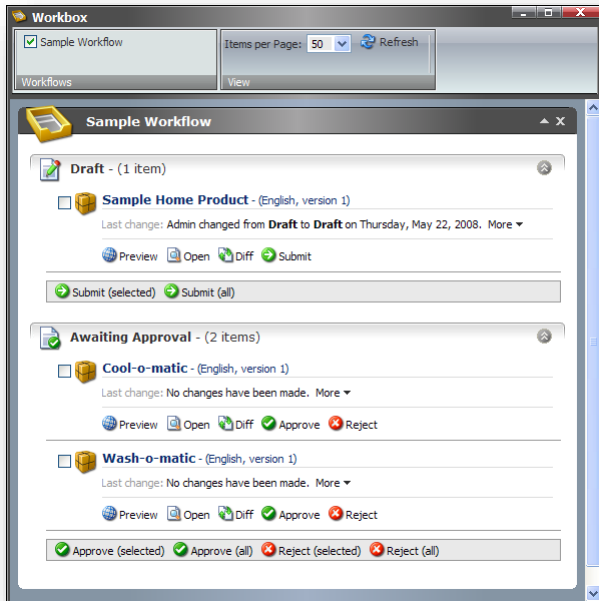 Workbox
Sample Workflow
Items per Page: 50 Refresh
Workflows View
Sample Workflow X
Draft - (1 item)
Sample Home Product - (English, version 1)
Last change: Admin changed from Draft to Draft on Thursday, May 22, 2008. More
Preview Open Diff Submit
Submit (selected) Submit (all)
Awaiting Approval - (2 items)
Cool-o-matic - (English, version 1)
Last change: No changes have been made. More
Preview Open Diff Approve Reject
Wash-o-matic - (English, version 1)
Last change: No changes have been made. More
Preview Open Diff Approve Reject
Approve (selected) Approve (all) Reject (selected) Reject (all)